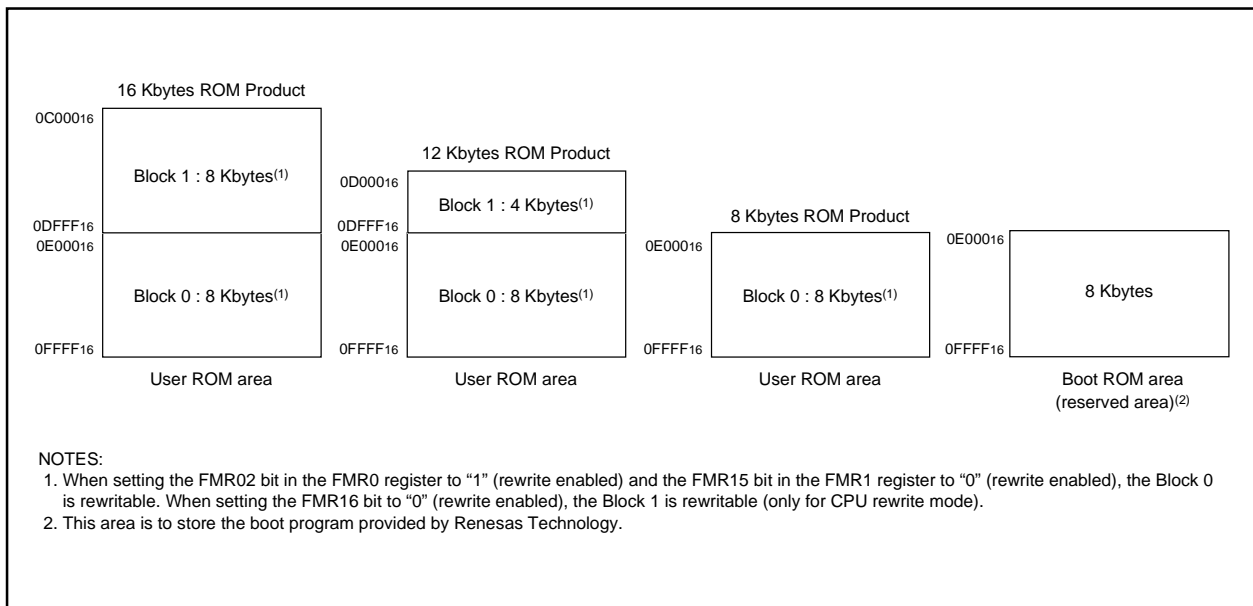 16 Kbytes ROM Product
0C00016
Block 1 : 8 Kbytes(1)
0DFFF16
0E00016
Block 0 : 8 Kbytes(1)
0FFFF16
User ROM area
12 Kbytes ROM Product
0D00016
Block 1 : 4 Kbytes(1)
0DFFF16
0E00016
Block 0 : 8 Kbytes(1)
0FFFF16
User ROM area
8 Kbytes ROM Product
0E00016
Block 0 : 8 Kbytes(1)
0FFFF16
User ROM area
0E00016
8 Kbytes
0FFFF16
Boot ROM area
(reserved area)(2)
NOTES:
1. When setting the FMR02 bit in the FMR0 register to “1” (rewrite enabled) and the FMR15 bit in the FMR1 register to “0” (rewrite enabled), the Block 0
is rewritable. When setting the FMR16 bit to “0” (rewrite enabled), the Block 1 is rewritable (only for CPU rewrite mode).
2. This area is to store the boot program provided by Renesas Technology.